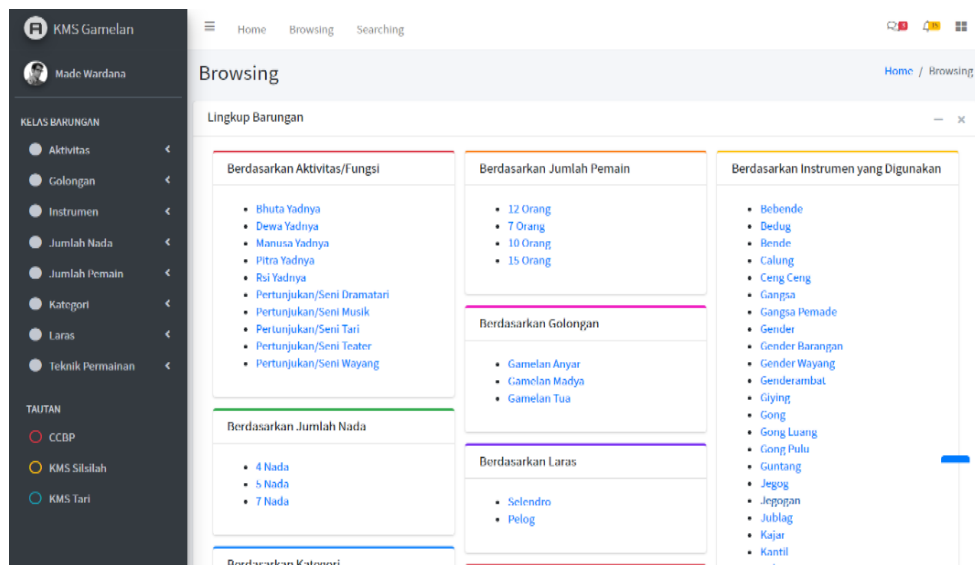 KMS Gamelan
Home Browsing Searching
Made Wardana
Browsing
Home / Browsing
KELAS BARUNGAN
Aktivitas
Golongan
Instrumen
Jumlah Nada
Jumlah Pemain
Kategori
Laras
Teknik Permainan
TAUTAN
CCBP
KMS Silsilah
KMS Tari
Lingkup Barungan
Berdasarkan Aktivitas/Fungsi
Bhuta Yadnya
Dewa Yadnya
Manusa Yadnya
Pitra Yadnya
Rsi Yadnya
Pertunjukan/Seni Dramatari
Pertunjukan/Seni Musik
Pertunjukan/Seni Tari
Pertunjukan/Seni Teater
Pertunjukan/Seni Wayang
Berdasarkan Jumlah Nada
4 Nada
5 Nada
7 Nada
Berdasarkan Kategori
Berdasarkan Jumlah Pemain
12 Orang
7 Orang
10 Orang
15 Orang
Berdasarkan Golongan
Gamelan Anyar
Gamelan Madya
Gamelan Tua
Berdasarkan Laras
Selendro
Pelog
Berdasarkan Instrumen yang Digunakan
Bebende
Bedug
Bende
Calung
Ceng Ceng
Gangsa
Gangsa Pemade
Gender
Gender Barangan
Gender Wayang
Genderambat
Giying
Gong
Gong Luang
Gong Pulu
Guntang
Jegog
Jegogan
Jublag
Kajar
Kantil